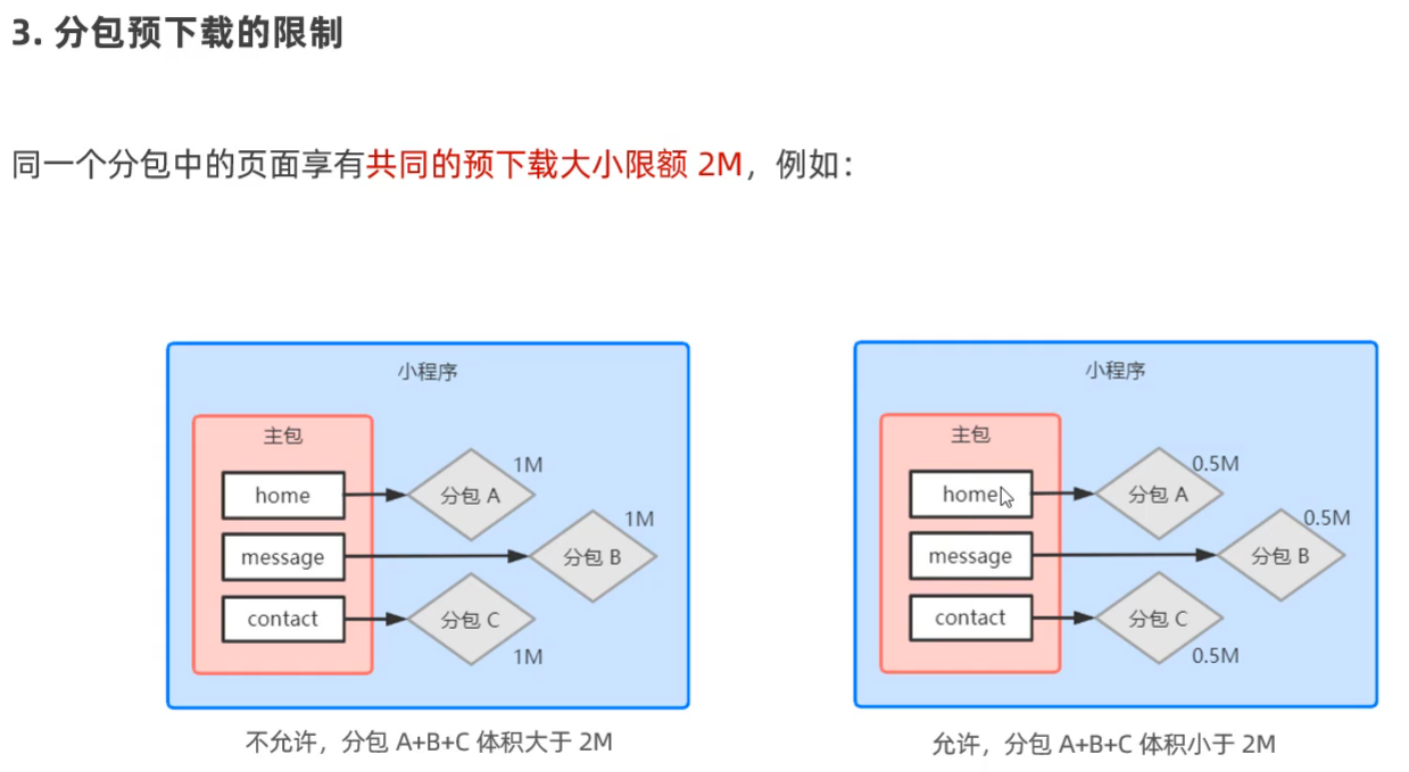 3. 分包预下载的限制
同一个分包中的页面享有共同的预下载大小限额 2M，例如：
小程序
主包
home
分包 A
1M
message
分包 B
1M
contact
分包 C
1M
不允许，分包 A+B+C 体积大于 2M
小程序
主包
home
分包 A
0.5M
message
分包 B
0.5M
contact
分包 C
0.5M
允许，分包 A+B+C 体积小于 2M